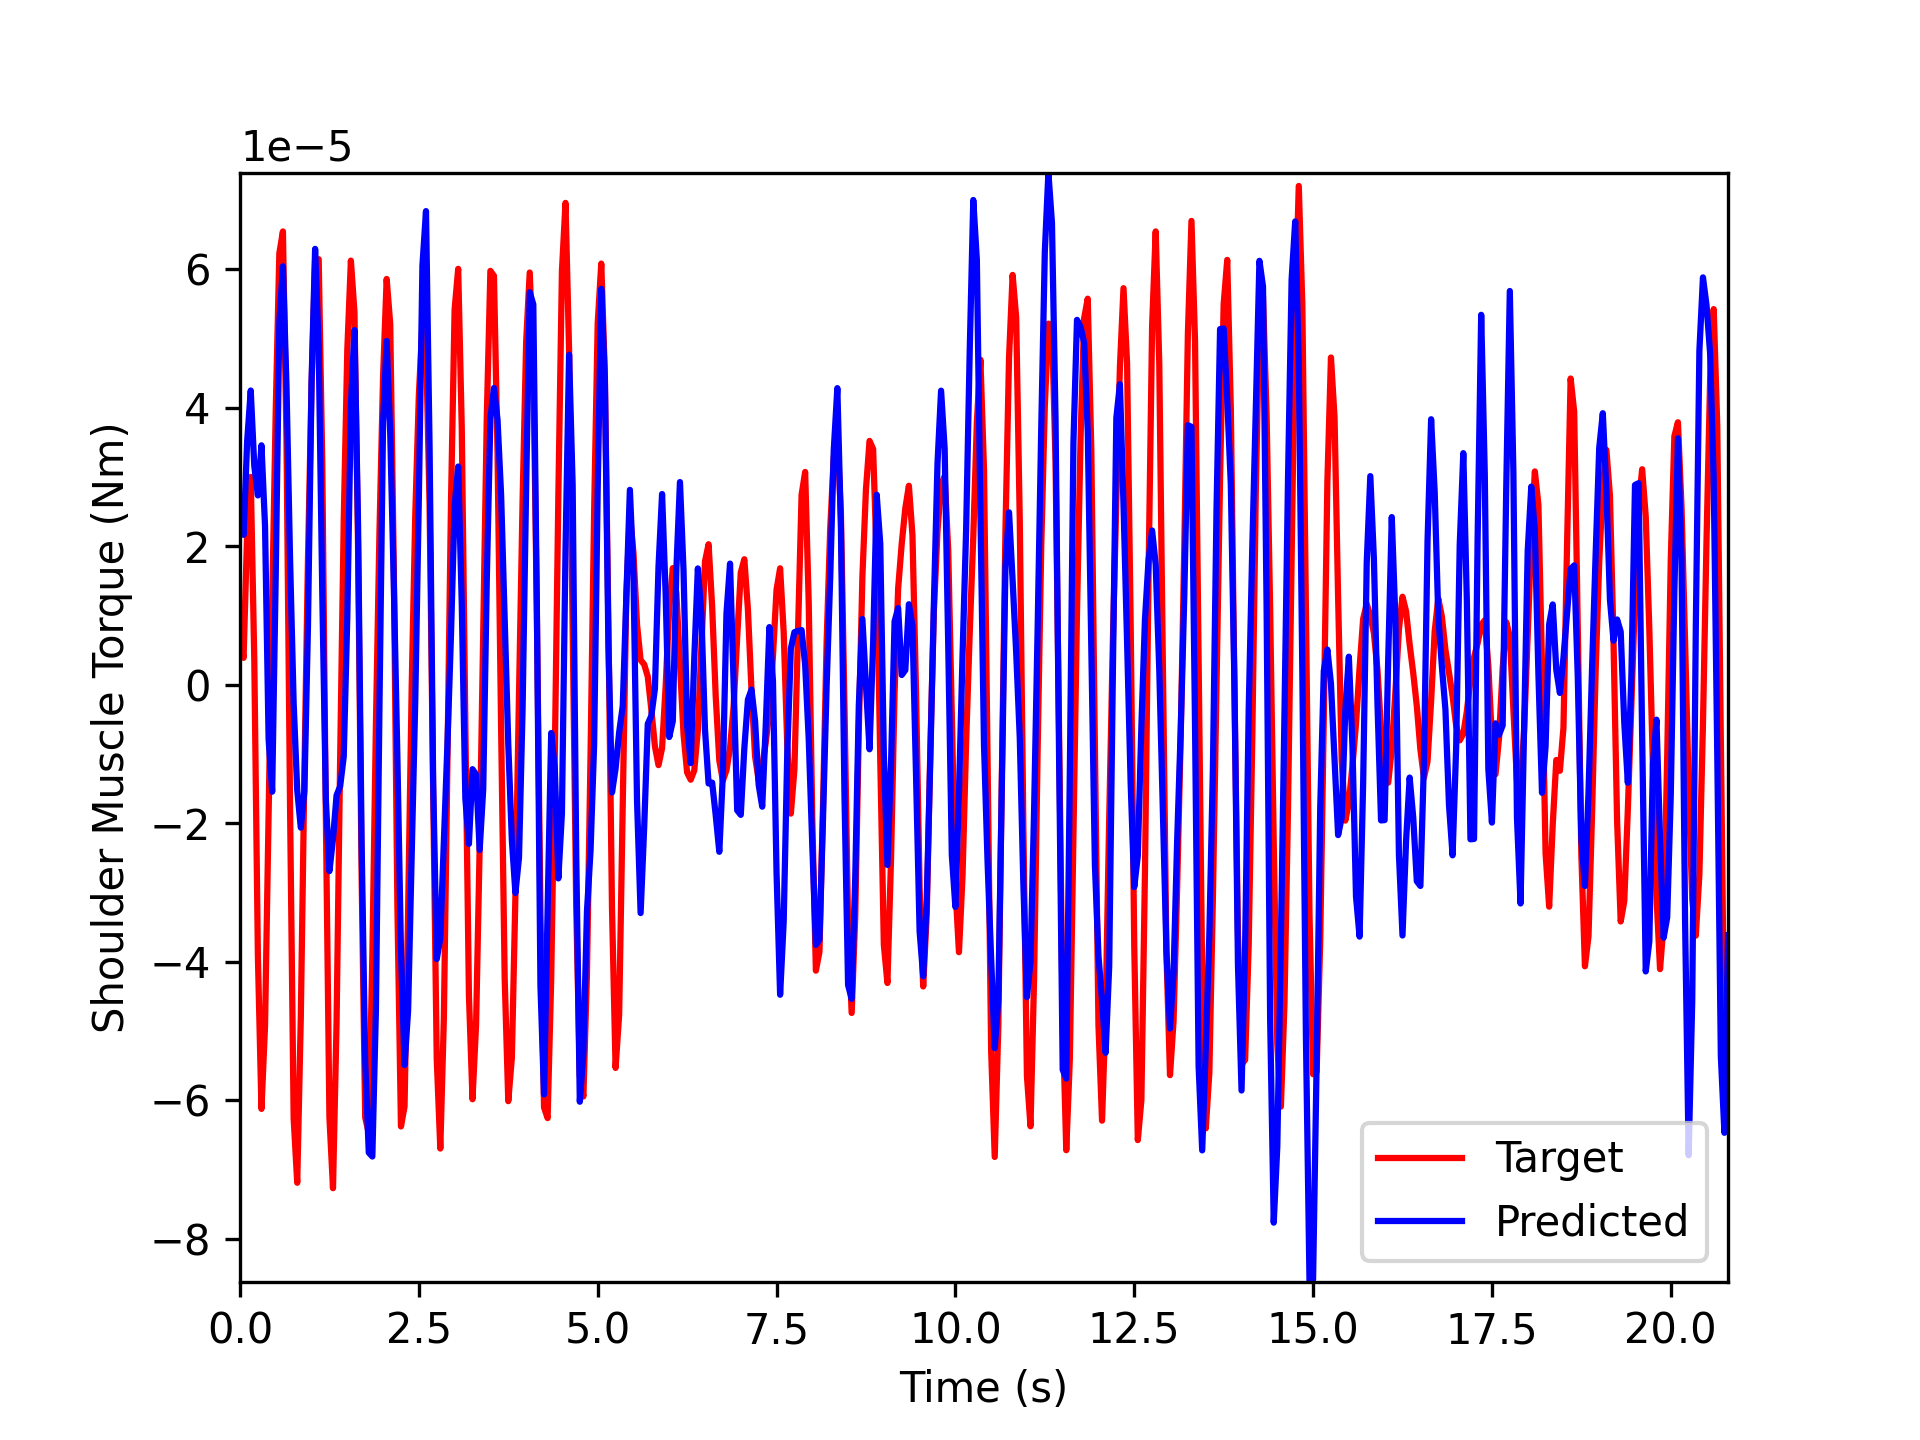 1e−5
Shoulder Muscle Torque (Nm)
6
4
2
0
−2
−4
−6
−8
0.0 2.5 5.0 7.5 10.0 12.5 15.0 17.5 20.0
Time (s)
Target
Predicted